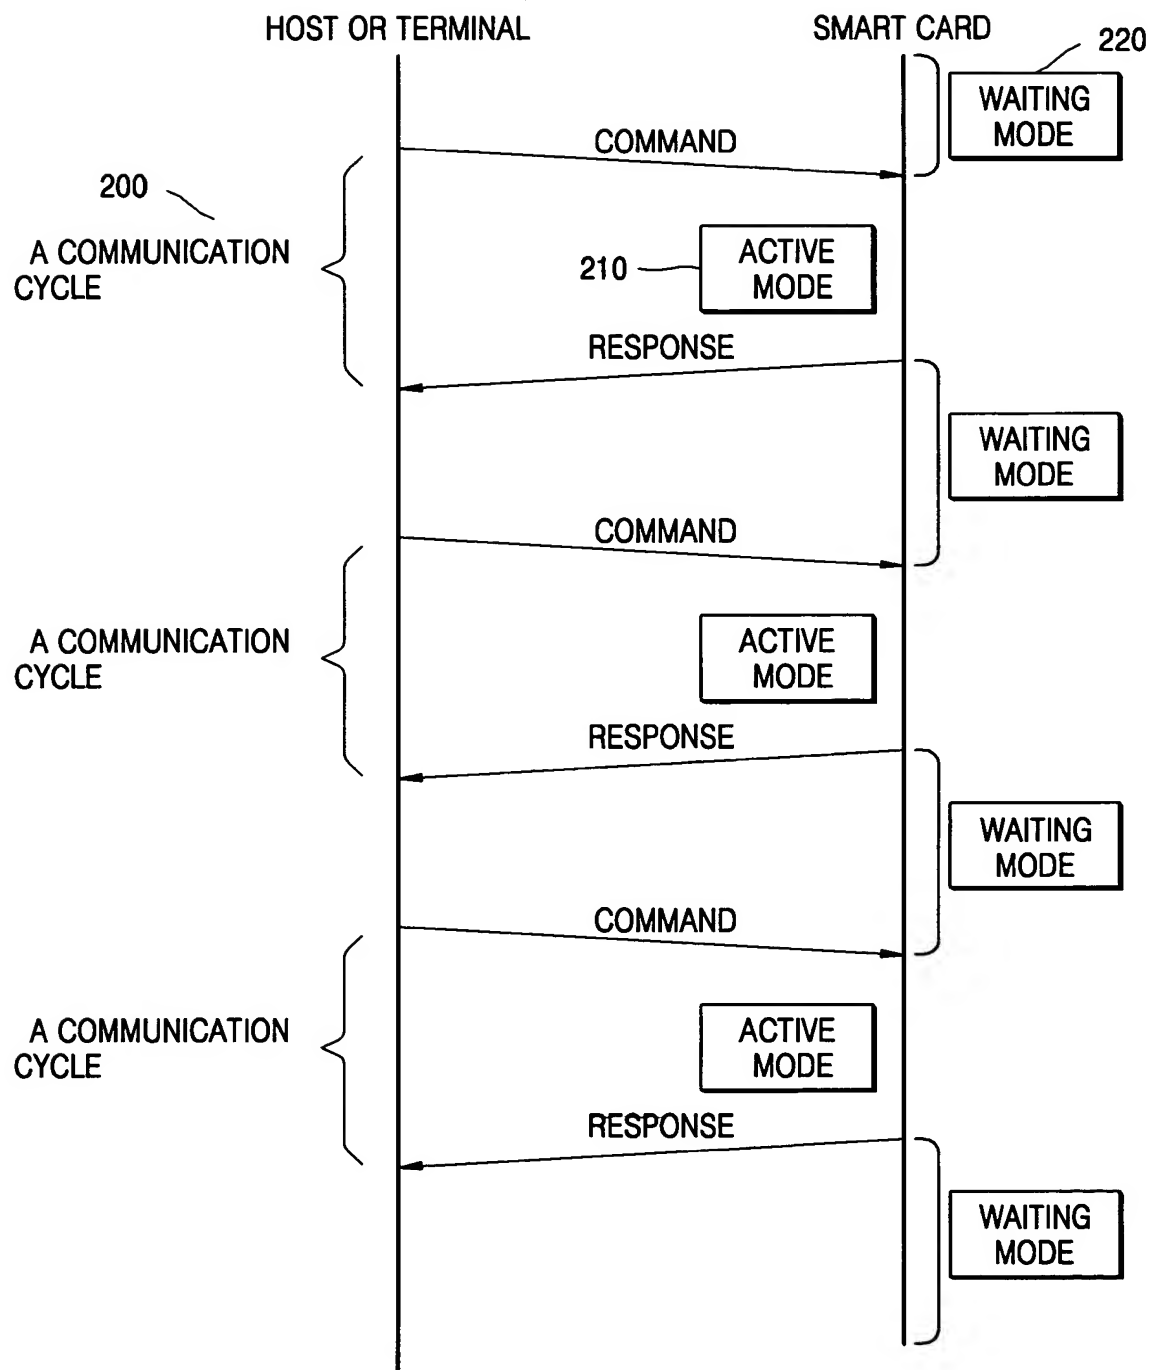 HOST OR TERMINAL
SMART CARD
220
WAITING
MODE
COMMAND
200
A COMMUNICATION
CYCLE
210
ACTIVE
MODE
RESPONSE
WAITING
MODE
COMMAND
A COMMUNICATION
CYCLE
ACTIVE
MODE
RESPONSE
WAITING
MODE
COMMAND
A COMMUNICATION
CYCLE
ACTIVE
MODE
RESPONSE
WAITING
MODE